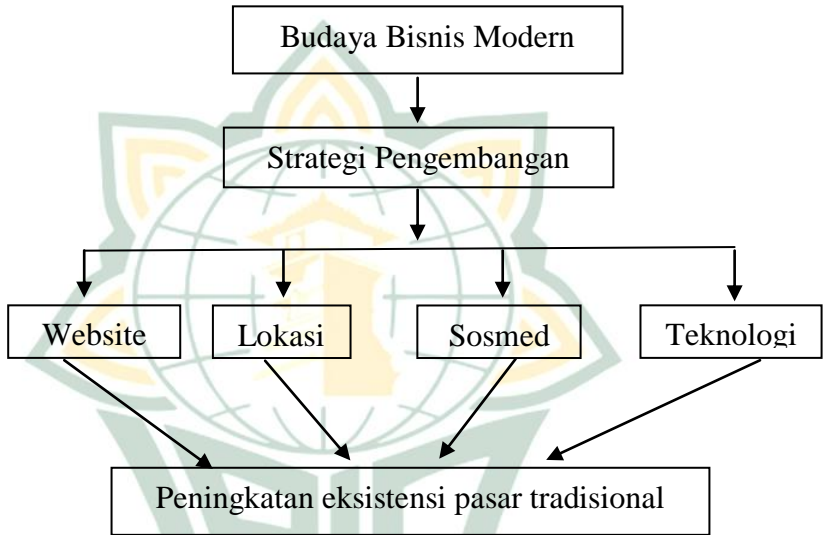 Budaya Bisnis Modern
Strategi Pengembangan
Website
Lokasi
Sosmed
Teknologi
Peningkatan eksistensi pasar tradisional